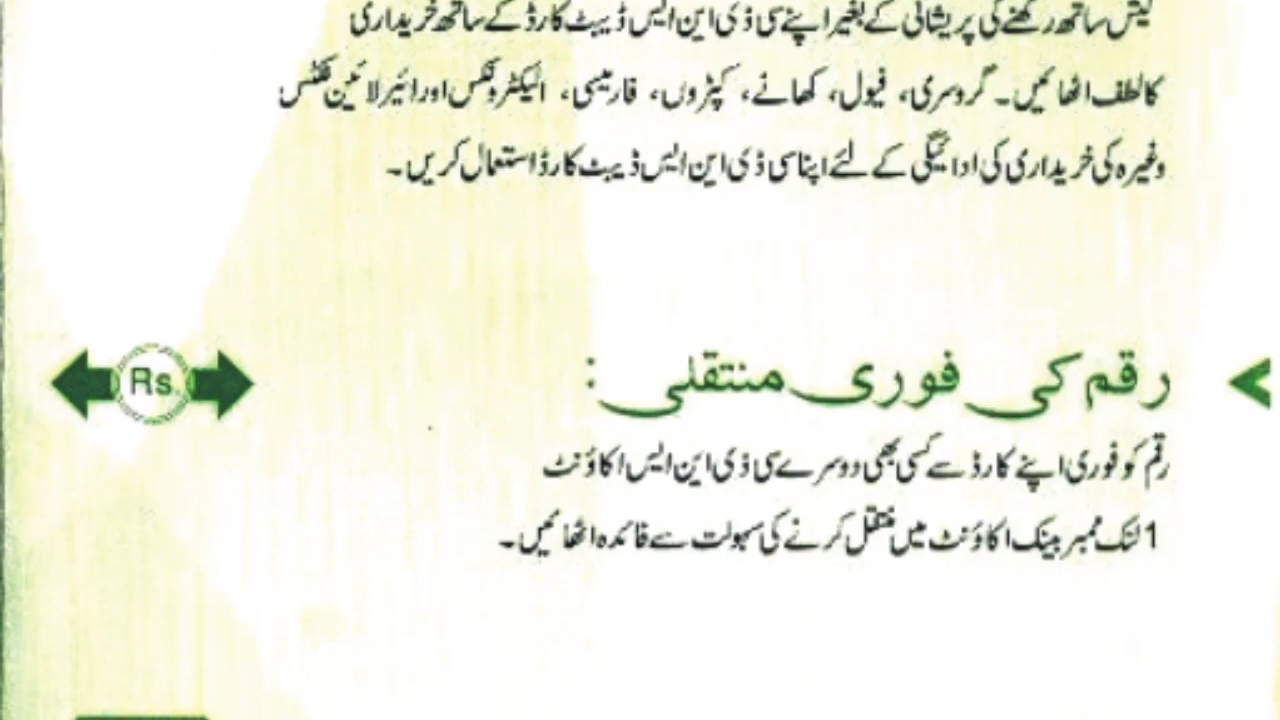 کیش ساتھ رکھنے کی پریشانی کے بغیر اپنے سی ڈی این ایس ڈیبٹ کارڈ کے ساتھ خریداری
کا لطف اٹھائیں۔ گروسری، فیول، کھانے، کپڑوں، فارمیسی، الیکٹرونکس اور ائیر لائین ٹکٹس
وغیرہ کی خریداری کی ادائیگی کے لئے اپنا سی ڈی این ایس ڈیبٹ کارڈ استعمال کریں۔
رقم کی فوری منتقلی:
Rs.
رقم کو فوری اپنے کارڈ سے کسی بھی دوسرے سی ڈی این ایس اکاؤنٹ
1 لنک ممبر بینک اکاؤنٹ میں منتقل کرنے کی سہولت سے فائدہ اٹھائیں۔